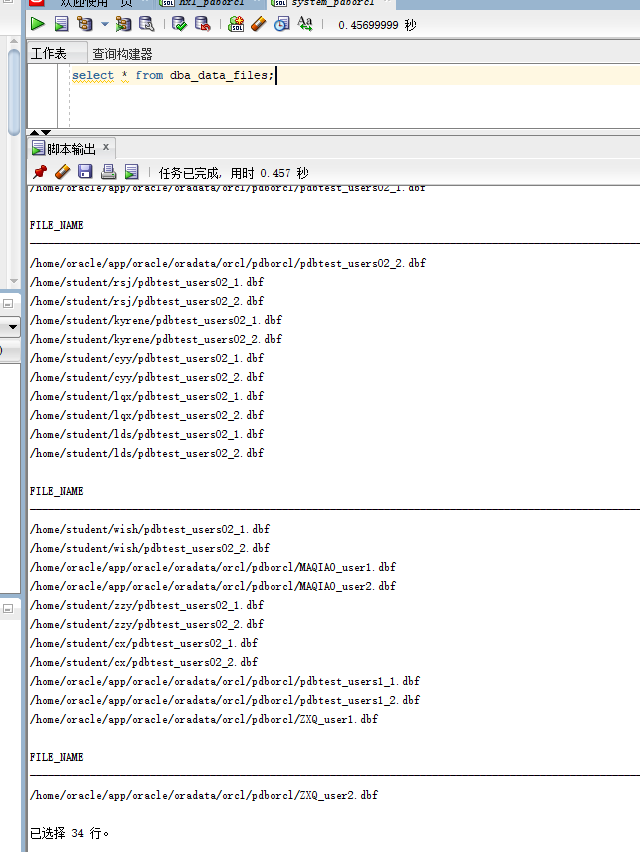 欢迎使用 页 hxl_pdborcl system_pdborcl
0.45699999 秒
工作表 查询构建器
select * from dba_data_files;
脚本输出 x
任务已完成, 用时 0.457 秒
/home/oracle/app/oracle/oradata/orcl/pdborcl/pdbtest_users02_1.dbf
FILE_NAME
/home/oracle/app/oracle/oradata/orcl/pdborcl/pdbtest_users02_2.dbf
/home/student/rsj/pdbtest_users02_1.dbf
/home/student/rsj/pdbtest_users02_2.dbf
/home/student/kyrene/pdbtest_users02_1.dbf
/home/student/kyrene/pdbtest_users02_2.dbf
/home/student/cyy/pdbtest_users02_1.dbf
/home/student/cyy/pdbtest_users02_2.dbf
/home/student/lqx/pdbtest_users02_1.dbf
/home/student/lqx/pdbtest_users02_2.dbf
/home/student/lds/pdbtest_users02_1.dbf
/home/student/lds/pdbtest_users02_2.dbf
FILE_NAME
/home/student/wish/pdbtest_users02_1.dbf
/home/student/wish/pdbtest_users02_2.dbf
/home/oracle/app/oracle/oradata/orcl/pdborcl/MAQIAO_user1.dbf
/home/oracle/app/oracle/oradata/orcl/pdborcl/MAQIAO_user2.dbf
/home/student/zzy/pdbtest_users02_1.dbf
/home/student/zzy/pdbtest_users02_2.dbf
/home/student/cx/pdbtest_users02_1.dbf
/home/student/cx/pdbtest_users02_2.dbf
/home/oracle/app/oracle/oradata/orcl/pdborcl/pdbtest_users1_1.dbf
/home/oracle/app/oracle/oradata/orcl/pdborcl/pdbtest_users1_2.dbf
/home/oracle/app/oracle/oradata/orcl/pdborcl/ZXQ_user1.dbf
FILE_NAME
/home/oracle/app/oracle/oradata/orcl/pdborcl/ZXQ_user2.dbf
已选择 34 行。